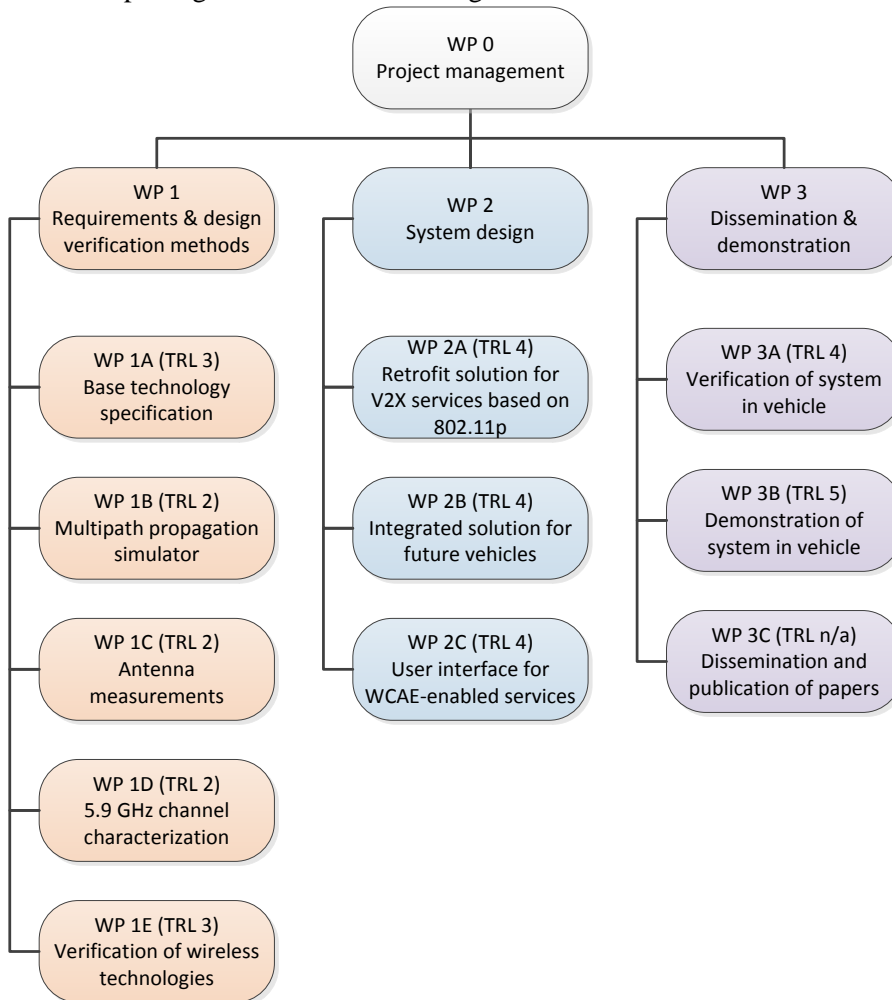 WP 0
Project management
WP 1
Requirements & design
verification methods
WP 2
System design
WP 3
Dissemination &
demonstration
WP 1A (TRL 3)
Base technology
specification
WP 2A (TRL 4)
Retrofit solution for
V2X services based on
802.11p
WP 3A (TRL 4)
Verification of system
in vehicle
WP 1B (TRL 2)
Multipath propagation
simulator
WP 2B (TRL 4)
Integrated solution for
future vehicles
WP 3B (TRL 5)
Demonstration of
system in vehicle
WP 1C (TRL 2)
Antenna
measurements
WP 2C (TRL 4)
User interface for
WCAE-enabled services
WP 3C (TRL n/a)
Dissemination and
publication of papers
WP 1D (TRL 2)
5.9 GHz channel
characterization
WP 1E (TRL 3)
Verification of wireless
technologies